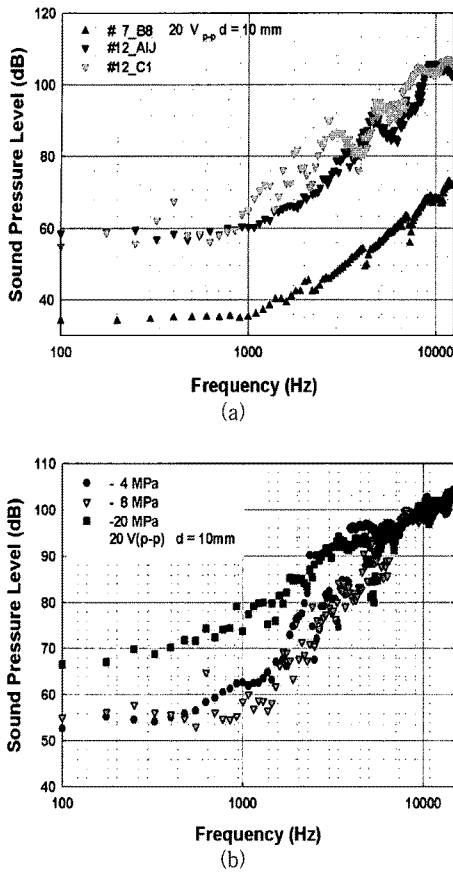 # 7_B8 20 V p-p d = 10 mm
#12_AIJ
#12_C1
120
100
80
60
40
Sound Pressure Level (dB)
100 1000 10000
Frequency (Hz)
(a)
110
100
90
80
70
60
50
40
- 4 MPa
- 8 MPa
-20 MPa
20 V(p-p) d = 10mm
Sound Pressure Level (dB)
100 1000 10000
Frequency (Hz)
(b)